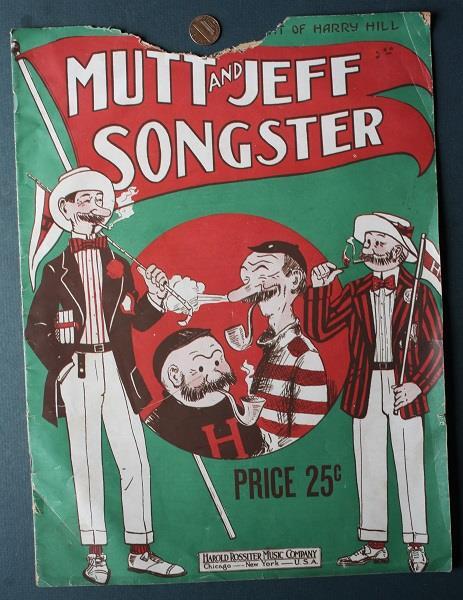 OF HARRY HILL
MUTT AND JEFF
SONGSTER
H
PRICE 25¢
HAROLD ROSSITER MUSIC COMPANY
Chicago — New York — U.S.A.